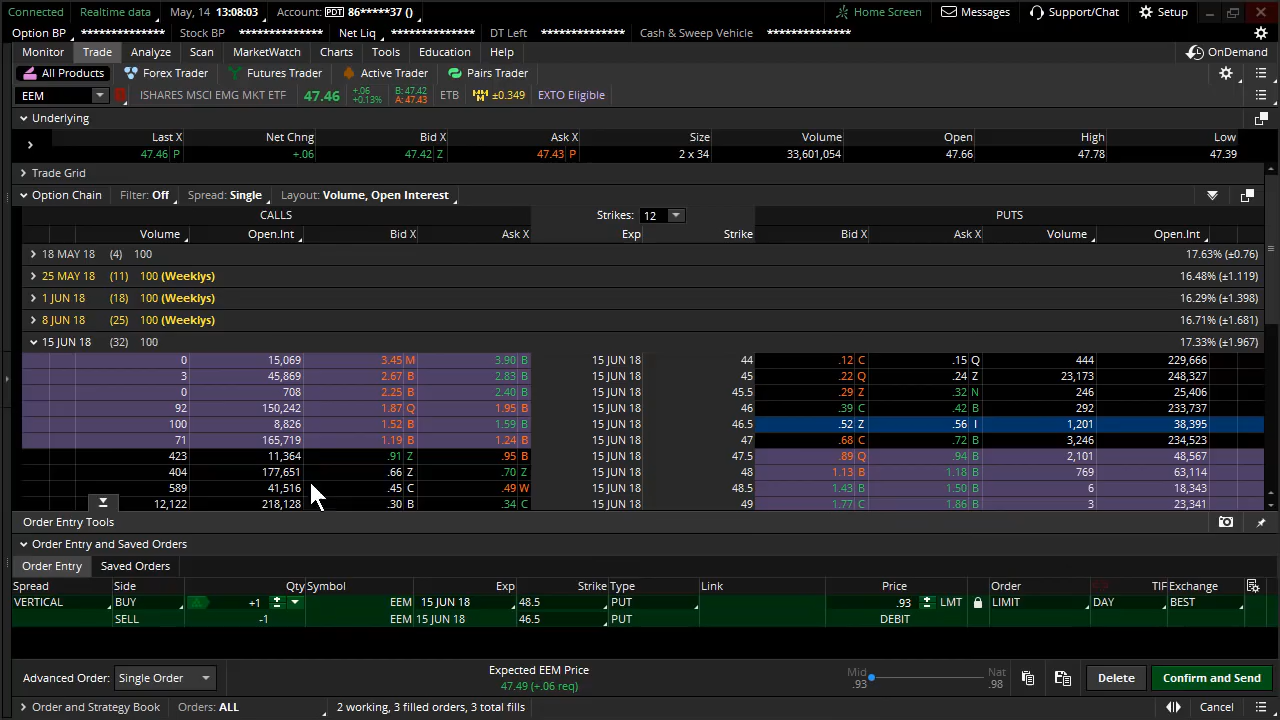 Connected Realtime data May, 14 13:08:03 Account: PDT 86*****37 () Home Screen Messages Support/Chat Setup
Option BP *************** Stock BP *************** Net Liq *************** DT Left *************** Cash & Sweep Vehicle ***************
Monitor Trade Analyze Scan MarketWatch Charts Tools Education Help OnDemand
All Products Forex Trader Futures Trader Active Trader Pairs Trader
EEM ISHARES MSCI EMG MKT ETF 47.46 +.06 +0.13% B: 47.42 A: 47.43 ETB ±0.349 EXTO Eligible
Underlying
Last X Net Chng Bid X Ask X Size Volume Open High Low
47.46 P +.06 47.42 Z 47.43 P 2 x 34 33,601,054 47.66 47.78 47.39
Trade Grid
Option Chain Filter: Off Spread: Single Layout: Volume, Open Interest
CALLS Strikes: 12 PUTS
Volume Open.Int Bid X Ask X Exp Strike Bid X Ask X Volume Open.Int
18 MAY 18 (4) 100 17.63% (±0.76)
25 MAY 18 (11) 100 (Weeklys) 16.48% (±1.119)
1 JUN 18 (18) 100 (Weeklys) 16.29% (±1.398)
8 JUN 18 (25) 100 (Weeklys) 16.71% (±1.681)
15 JUN 18 (32) 100 17.33% (±1.967)
0 15,069 3.45 M 3.90 B 15 JUN 18 44 .12 C .15 Q 444 229,666
3 45,869 2.67 B 2.83 B 15 JUN 18 45 .22 Q .24 Z 23,173 248,327
0 708 2.25 B 2.40 B 15 JUN 18 45.5 .29 Z .32 N 246 25,406
92 150,242 1.87 Q 1.95 B 15 JUN 18 46 .39 C .42 B 292 233,737
100 8,826 1.52 B 1.59 B 15 JUN 18 46.5 .52 Z .56 I 1,201 38,395
71 165,719 1.19 B 1.24 B 15 JUN 18 47 .68 C .72 B 3,246 234,523
423 11,364 .91 Z .95 B 15 JUN 18 47.5 .89 Q .94 B 2,101 48,567
404 177,651 .66 Z .70 Z 15 JUN 18 48 1.13 B 1.18 B 769 63,114
589 41,516 .45 C .49 W 15 JUN 18 48.5 1.43 B 1.50 B 6 18,343
12,122 218,128 .30 B .34 C 15 JUN 18 49 1.77 C 1.86 B 3 23,341
Order Entry Tools
Order Entry and Saved Orders
Order Entry Saved Orders
Spread Side Qty Symbol Exp Strike Type Link Price Order TIF Exchange
VERTICAL BUY +1 EEM 15 JUN 18 48.5 PUT .93 LMT LIMIT DAY BEST
SELL -1 EEM 15 JUN 18 46.5 PUT DEBIT
Advanced Order: Single Order Expected EEM Price 47.49 (+.06 req) Mid .93 Nat .98 Delete Confirm and Send
Order and Strategy Book Orders: ALL 2 working, 3 filled orders, 3 total fills Cancel